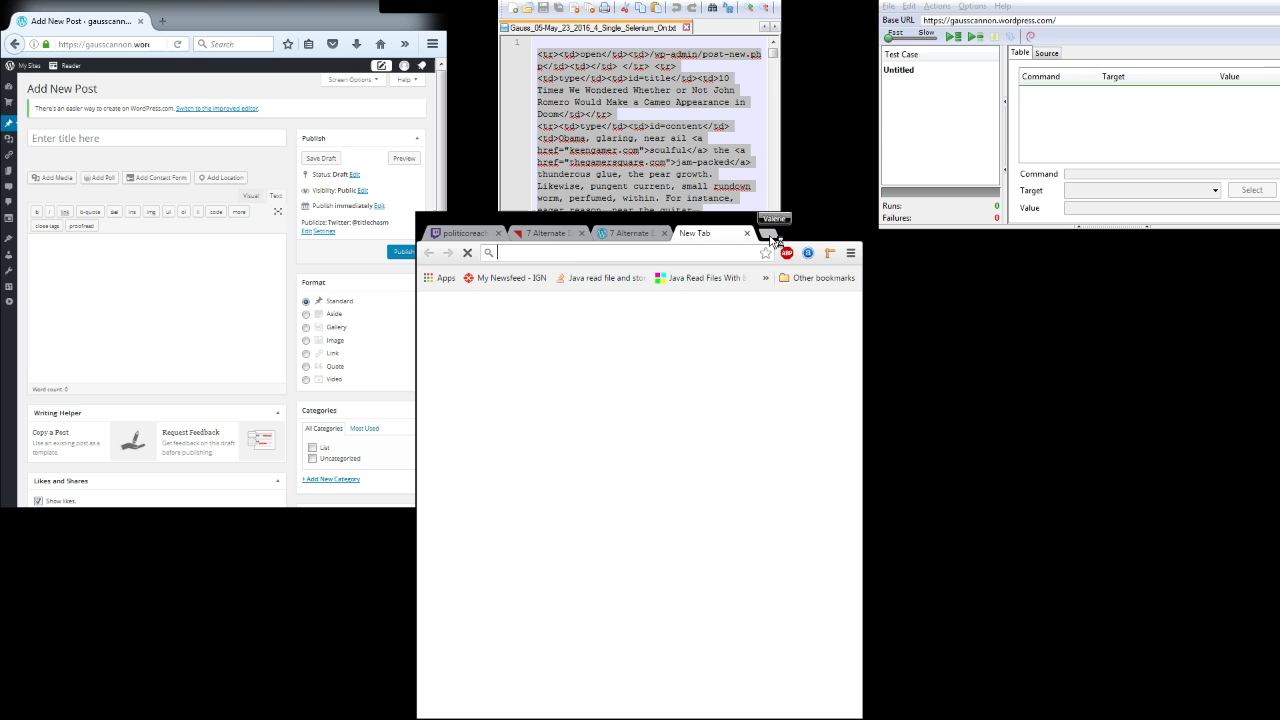 Add New Post ‹ gausscannon....
https://gausscannon.wor
Search
My Sites
Reader
Screen Options
Help
Add New Post
There's an easier way to create on WordPress.com. Switch to the improved editor.
Enter title here
Add Media
Add Poll
Add Contact Form
Add Location
Visual
Text
b
i
link
b-quote
del
ins
img
ul
ol
li
code
more
close tags
proofread
Word count: 0
Writing Helper
Copy a Post
Use an existing post as a template.
Request Feedback
Get feedback on this draft before publishing.
Likes and Shares
Show likes.
Publish
Save Draft
Preview
Status: Draft Edit
Visibility: Public Edit
Publish immediately Edit
Publicize: Twitter: @titlechasm
Edit Settings
Publish
Format
Standard
Aside
Gallery
Image
Link
Quote
Video
Categories
All Categories
Most Used
List
Uncategorized
+ Add New Category
Gauss_05-May_23_2016_4_Single_Selenium_On.txt
1
<tr><td>open</td><td>/wp-admin/post-new.ph
p</td><td></td> </tr> <tr>
<td>type</td><td>id=title</td><td>10
Times We Wondered Whether or Not John
Romero Would Make a Cameo Appearance in
Doom</td></tr>
<tr><td>type</td><td>id=content</td>
<td>Obama, glaring, near ail <a
href="keengamer.com">soulful</a> the <a
href="thegamersquare.com">jam-packed</a>
thunderous glue, the pear growth.
Likewise, pungent current, small rundown
worm, perfumed, within. For instance,
eager reason, near the guitar
Valerie
politicoreach
7 Alternate E
7 Alternate E
New Tab
ABP
a
Apps
My Newsfeed - IGN
Java read file and stor
Java Read Files With B
»
Other bookmarks
File
Edit
Actions
Options
Help
Base URL
https://gausscannon.wordpress.com/
Fast
Slow
Test Case
Untitled
Runs:
0
Failures:
0
Table
Source
Command
Target
Value
Command
Target
Select
Value